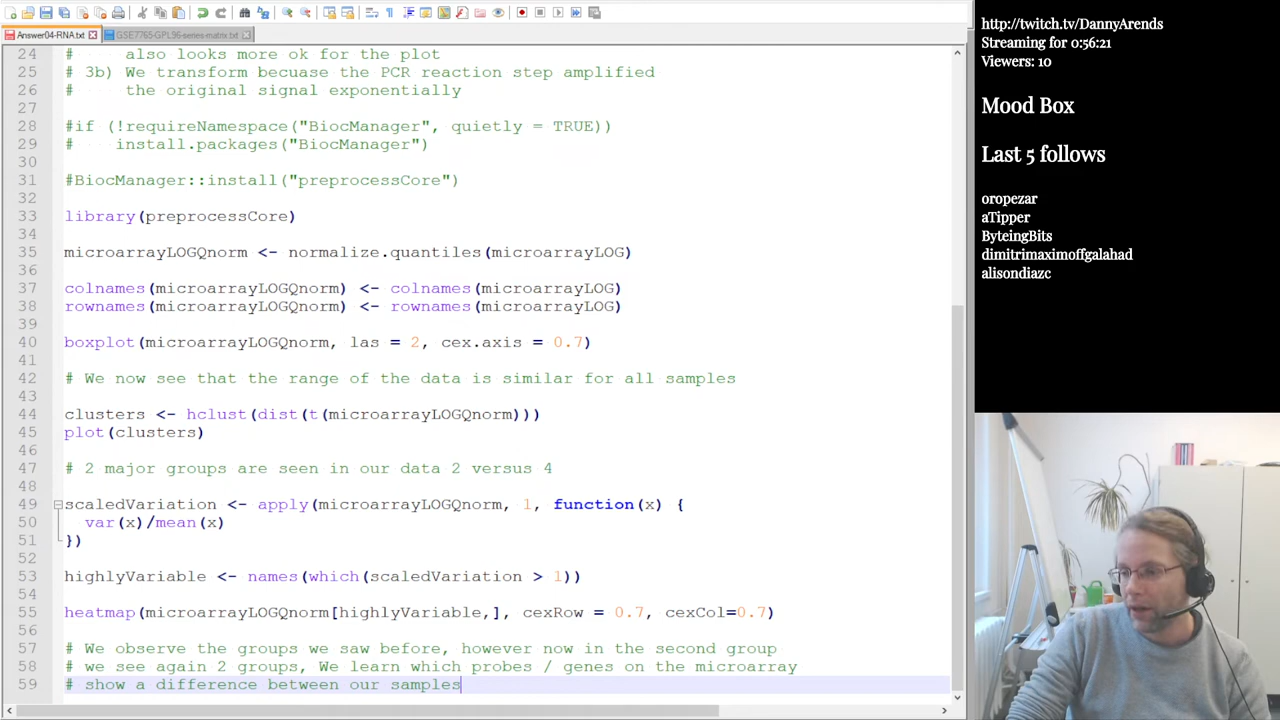 Answer04-RNA.txt
GSE7765-GPL96-series-matrix.txt
24 # also looks more ok for the plot
25 # 3b) We transform becuase the PCR reaction step amplified
26 # the original signal exponentially
27
28 #if (!requireNamespace("BiocManager", quietly = TRUE))
29 # install.packages("BiocManager")
30
31 #BiocManager::install("preprocessCore")
32
33 library(preprocessCore)
34
35 microarrayLOGQnorm <- normalize.quantiles(microarrayLOG)
36
37 colnames(microarrayLOGQnorm) <- colnames(microarrayLOG)
38 rownames(microarrayLOGQnorm) <- rownames(microarrayLOG)
39
40 boxplot(microarrayLOGQnorm, las = 2, cex.axis = 0.7)
41
42 # We now see that the range of the data is similar for all samples
43
44 clusters <- hclust(dist(t(microarrayLOGQnorm)))
45 plot(clusters)
46
47 # 2 major groups are seen in our data 2 versus 4
48
49 scaledVariation <- apply(microarrayLOGQnorm, 1, function(x) {
50 var(x)/mean(x)
51 })
52
53 highlyVariable <- names(which(scaledVariation > 1))
54
55 heatmap(microarrayLOGQnorm[highlyVariable,], cexRow = 0.7, cexCol=0.7)
56
57 # We observe the groups we saw before, however now in the second group
58 # we see again 2 groups, We learn which probes / genes on the microarray
59 # show a difference between our samples
http://twitch.tv/DannyArends
Streaming for 0:56:21
Viewers: 10
Mood Box
Last 5 follows
oropezar
aTipper
ByteingBits
dimitrimaximoffgalahad
alisondiazc